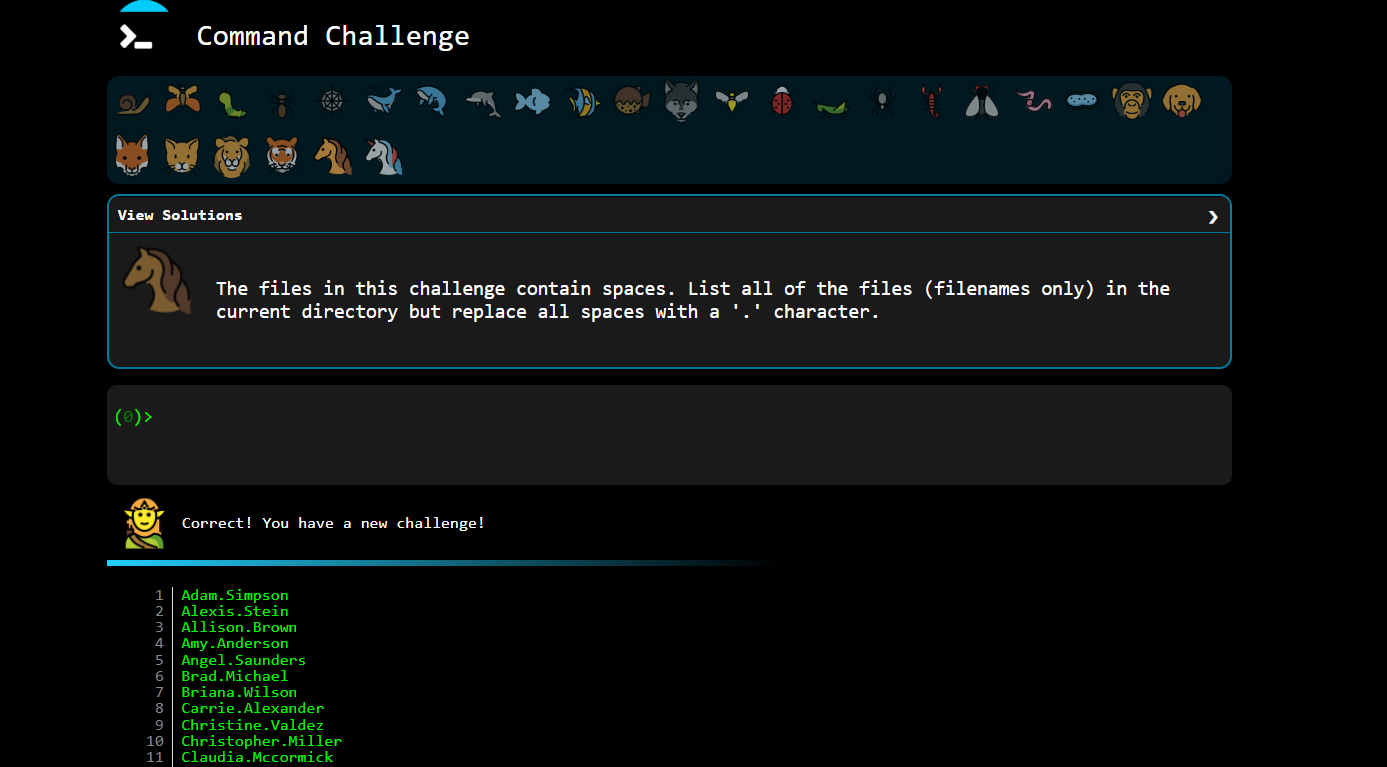 Command Challenge
View Solutions
The files in this challenge contain spaces. List all of the files (filenames only) in the
current directory but replace all spaces with a '.' character.
(0)>
Correct! You have a new challenge!
1 Adam.Simpson
2 Alexis.Stein
3 Allison.Brown
4 Amy.Anderson
5 Angel.Saunders
6 Brad.Michael
7 Briana.Wilson
8 Carrie.Alexander
9 Christine.Valdez
10 Christopher.Miller
11 Claudia.Mccormick